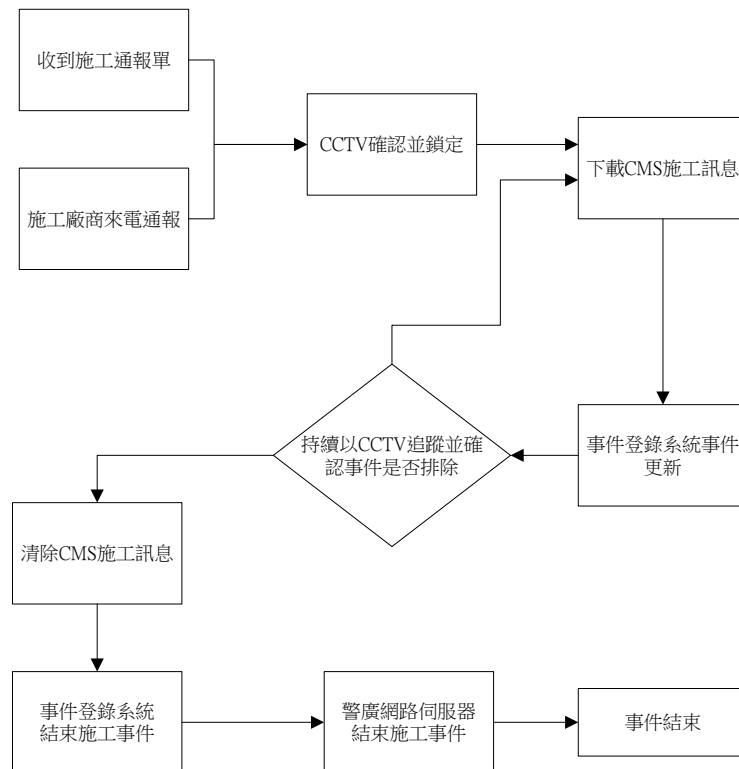 收到施工通報單
施工廠商來電通報
CCTV確認並鎖定
下載CMS施工訊息
事件登錄系統事件
更新
持續以CCTV追蹤並確
認事件是否排除
清除CMS施工訊息
事件登錄系統
結束施工事件
警廣網路伺服器
結束施工事件
事件結束